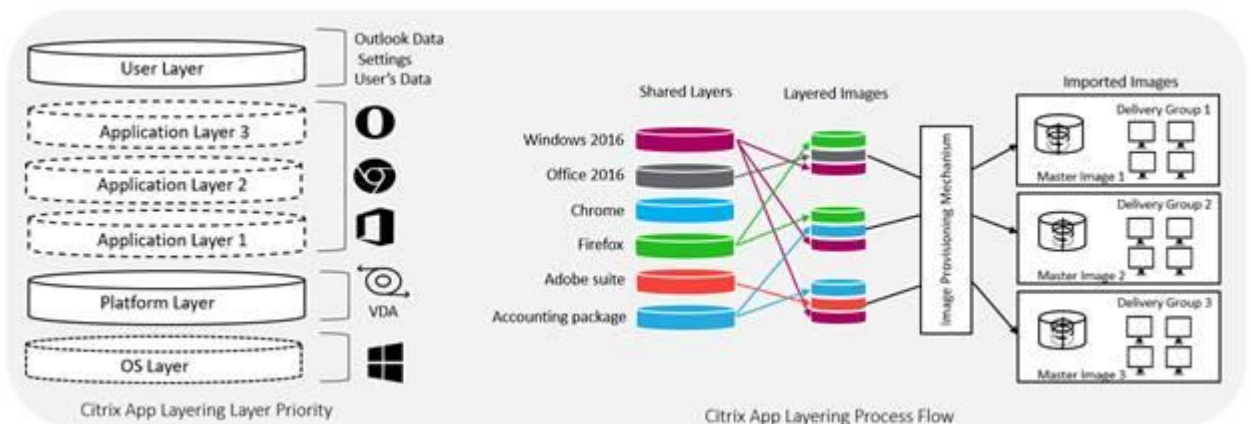 User Layer
Outlook Data
Settings
User's Data
Application Layer 3
Application Layer 2
Application Layer 1
Platform Layer
VDA
OS Layer
Citrix App Layering Layer Priority
Shared Layers
Layered Images
Imported Images
Windows 2016
Office 2016
Chrome
Firefox
Adobe suite
Accounting package
Image Provisioning Mechanism
Delivery Group 1
Master Image 1
Delivery Group 2
Master Image 2
Delivery Group 3
Master Image 3
Citrix App Layering Process Flow